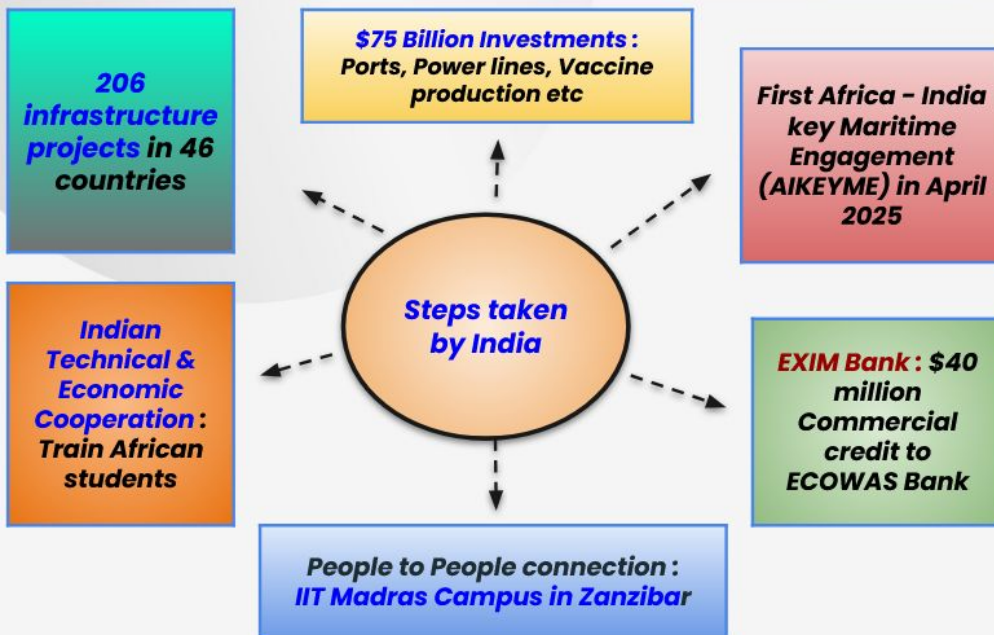 206
infrastructure
projects in 46
countries
$75 Billion Investments :
Ports, Power lines, Vaccine
production etc
First Africa - India
key Maritime
Engagement
(AIKEYME) in April
2025
Steps taken
by India
Indian
Technical &
Economic
Cooperation :
Train African
students
EXIM Bank : $40
million
Commercial
credit to
ECOWAS Bank
People to People connection :
IIT Madras Campus in Zanzibar